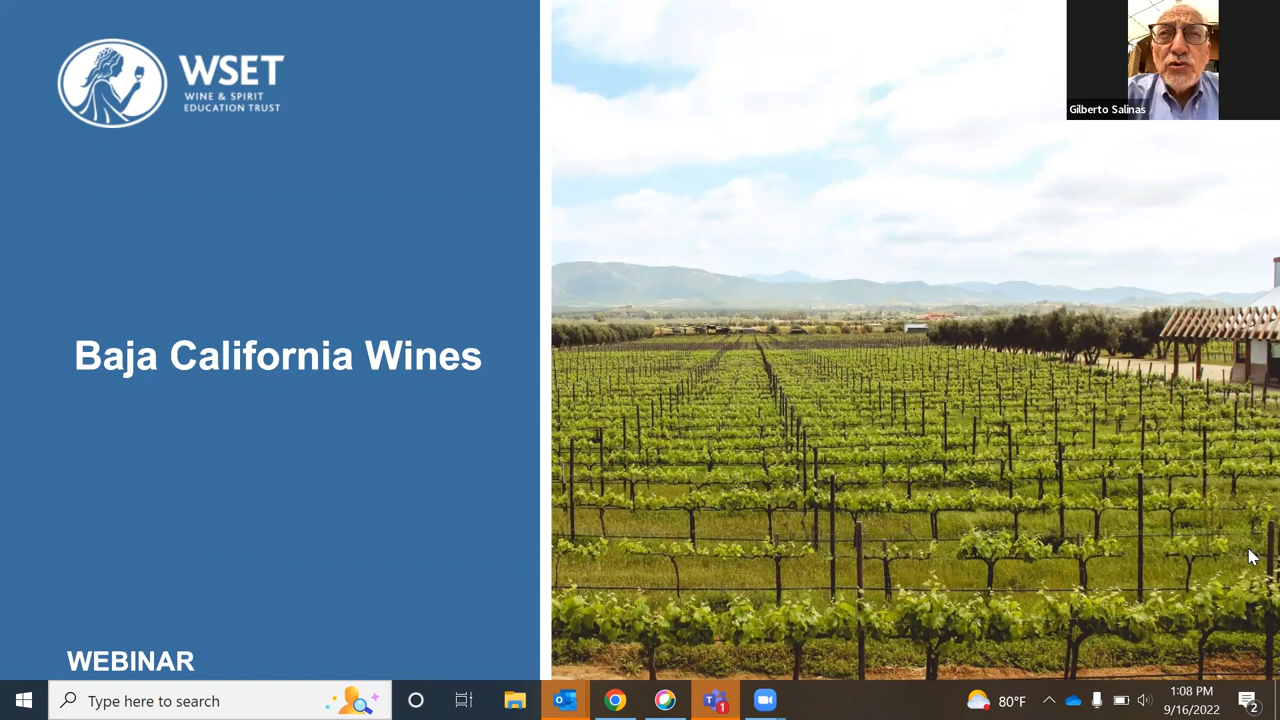 WSET
WINE & SPIRIT
EDUCATION TRUST
Gilberto Salinas
Baja California Wines
WEBINAR
Type here to search
1
80°F
1:08 PM
9/16/2022
2